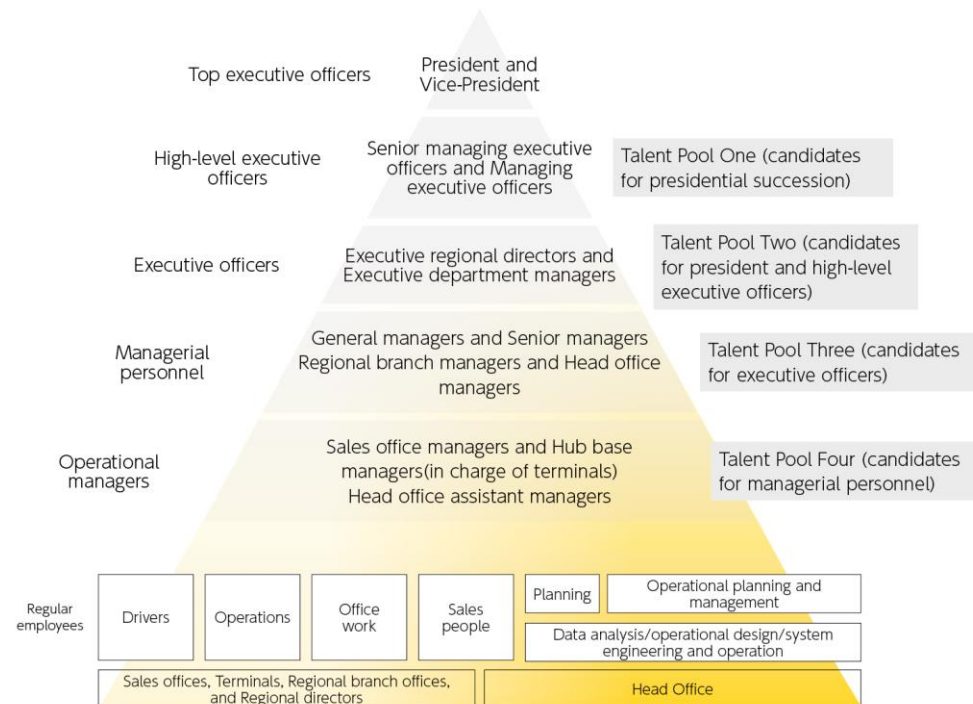 Top executive officers
President and
Vice-President
High-level executive
officers
Senior managing executive
officers and Managing
executive officers
Talent Pool One (candidates
for presidential succession)
Executive officers
Executive regional directors and
Executive department managers
Talent Pool Two (candidates
for president and high-level
executive officers)
Managerial
personnel
General managers and Senior managers
Regional branch managers and Head office
managers
Talent Pool Three (candidates
for executive officers)
Operational
managers
Sales office managers and Hub base
managers(in charge of terminals)
Head office assistant managers
Talent Pool Four (candidates
for managerial personnel)
Regular
employees
Drivers
Operations
Office
work
Sales
people
Planning
Operational planning and
management
Data analysis/operational design/system
engineering and operation
Sales offices, Terminals, Regional branch offices,
and Regional directors
Head Office